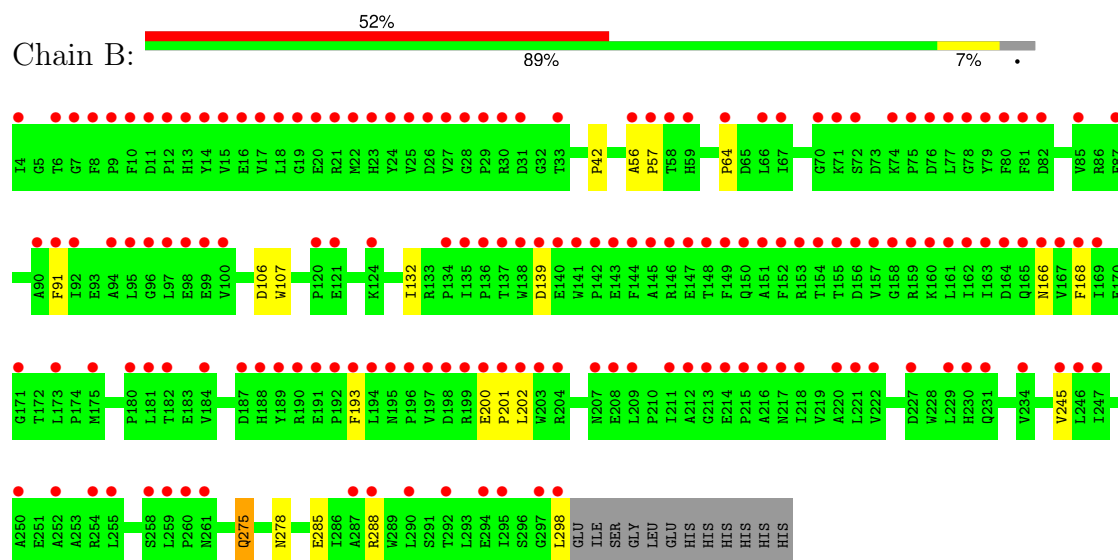 52%
Chain B:
89% 7% •
I4 G5 T6 G7 F8 P9 F10 D11 P12 H13 Y14 V15 E16 V17 L18 G19 E20 R21 M22 H23 Y24 V25 D26 V27 G28 P29 R30 D31 G32 T33 P42 A56 P57 T58 H59 P64 D65 L66 I67 G70 K71 S72 D73 K74 P75 D76 L77 G78 Y79 F80 F81 D82 V85 R86 F87
A90 F91 I92 E93 A94 L95 G96 L97 E98 E99 V100 D106 W107 P120 E121 K124 I132 R133 P134 I135 P136 T137 W138 D139 E140 W141 P142 E143 F144 A145 R146 E147 T148 F149 Q150 A151 F152 R153 T154 T155 D156 V157 G158 R159 K160 L161 I162 I163 D164 Q165 N166 V167 F168 I169 E170
G171 T172 L173 P174 M175 P180 L181 T182 E183 V184 D187 H188 Y189 R190 E191 P192 F193 L194 N195 P196 V197 D198 R199 E200 P201 L202 W203 R204 N207 E208 L209 P210 I211 A212 G213 E214 P215 A216 N217 I218 V219 A220 L221 V222 D227 W228 L229 H230 Q231 V234 V245 L246 I247
A250 E251 A252 A253 R254 L255 S258 L259 P260 N261 Q275 N278 E285 I286 A287 R288 W289 L290 S291 T292 L293 E294 I295 S296 G297 L298 GLU ILE SER GLY LEU GLU HIS HIS HIS HIS HIS HIS